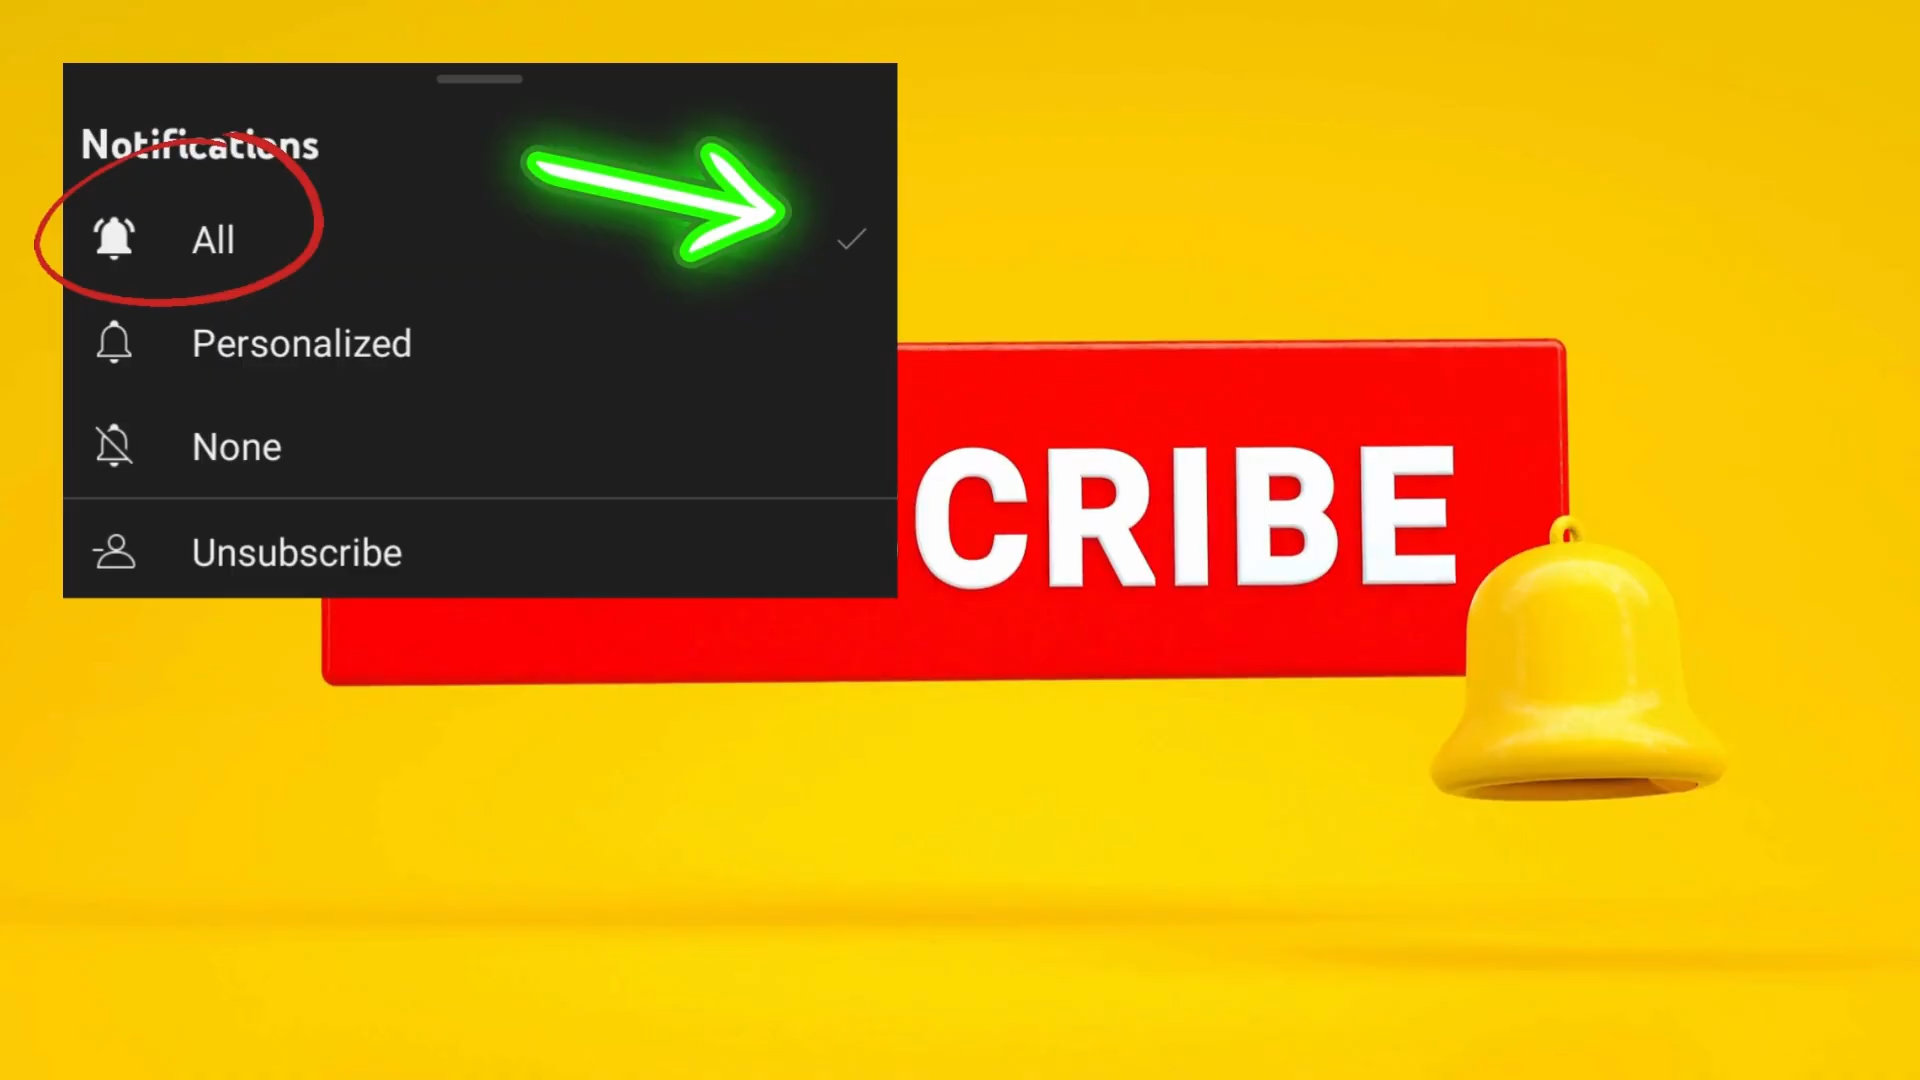 Notifications
All
Personalized
None
Unsubscribe
CRIBE